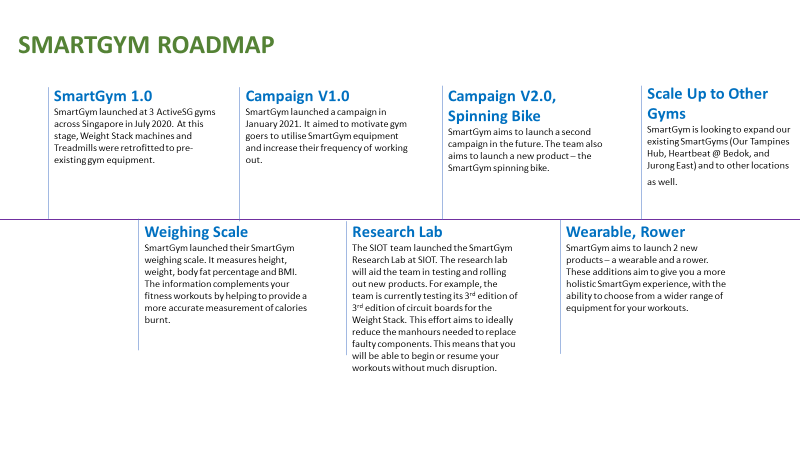 SMARTGYM ROADMAP
SmartGym 1.0
SmartGym launched at 3 ActiveSG gyms
across Singapore in July 2020. At this
stage, Weight Stack machines and
Treadmills were retrofitted to pre-
existing gym equipment.
Campaign V1.0
SmartGym launched a campaign in
January 2021. It aimed to motivate gym
goers to utilise SmartGym equipment
and increase their frequency of working
out.
Campaign V2.0,
Spinning Bike
SmartGym aims to launch a second
campaign in the future. The team also
aims to launch a new product – the
SmartGym spinning bike.
Scale Up to Other
Gyms
SmartGym is looking to expand our
existing SmartGyms (Our Tampines
Hub, Heartbeat @ Bedok, and
Jurong East) and to other locations
as well.
Weighing Scale
SmartGym launched their SmartGym
weighing scale. It measures height,
weight, body fat percentage and BMI.
The information complements your
fitness workouts by helping to provide a
more accurate measurement of calories
burnt.
Research Lab
The SIOT team launched the SmartGym
Research Lab at SIOT. The research lab
will aid the team in testing and rolling
out new products. For example, the
team is currently testing its 3rd edition of
3rd edition of circuit boards for the
Weight Stack. This effort aims to ideally
reduce the manhours needed to replace
faulty components. This means that you
will be able to begin or resume your
workouts without much disruption.
Wearable, Rower
SmartGym aims to launch 2 new
products – a wearable and a rower.
These additions aim to give you a more
holistic SmartGym experience, with the
ability to choose from a wider range of
equipment for your workouts.